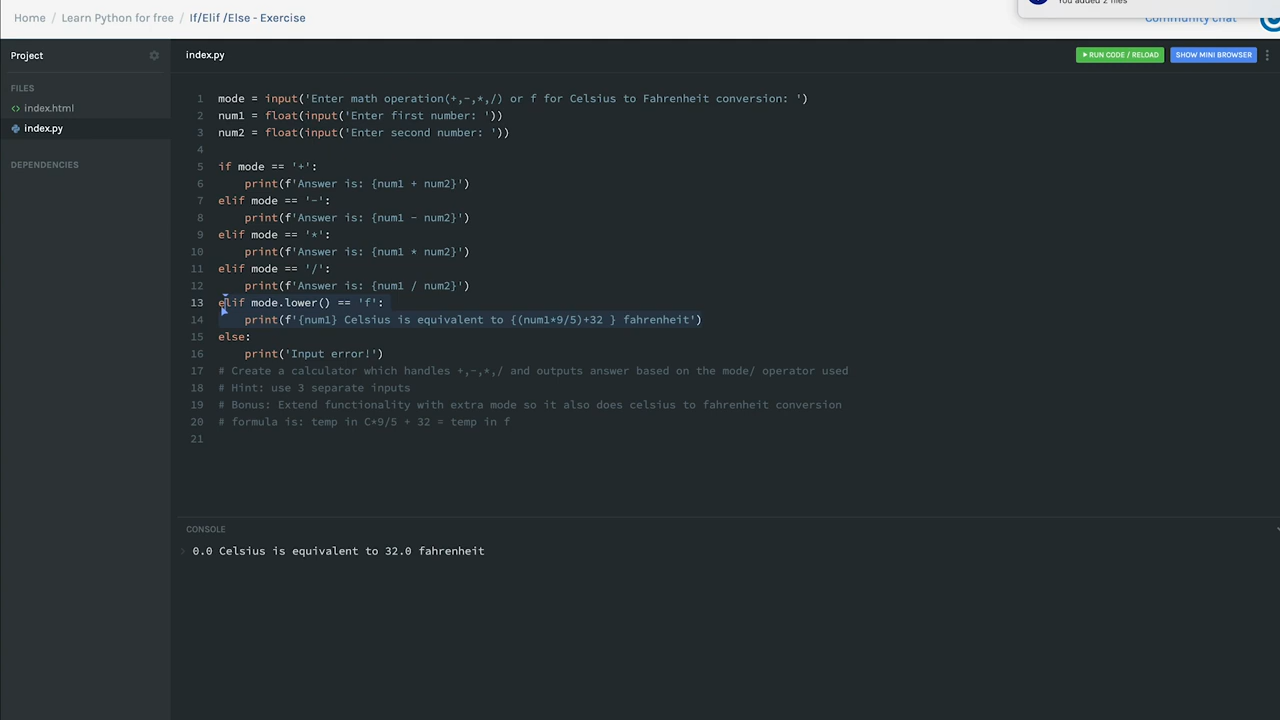 You added 2 files
Home / Learn Python for free / If/Elif /Else - Exercise
Community chat
Project
index.py
RUN CODE / RELOAD
SHOW MINI BROWSER
FILES
index.html
index.py
DEPENDENCIES
1 mode = input('Enter math operation(+,-,*,/) or f for Celsius to Fahrenheit conversion: ')
2 num1 = float(input('Enter first number: '))
3 num2 = float(input('Enter second number: '))
4
5 if mode == '+':
6 print(f'Answer is: {num1 + num2}')
7 elif mode == '-':
8 print(f'Answer is: {num1 - num2}')
9 elif mode == '*':
10 print(f'Answer is: {num1 * num2}')
11 elif mode == '/':
12 print(f'Answer is: {num1 / num2}')
13 elif mode.lower() == 'f':
14 print(f'{num1} Celsius is equivalent to {(num1*9/5)+32 } fahrenheit')
15 else:
16 print('Input error!')
17 # Create a calculator which handles +,-,*,/ and outputs answer based on the mode/ operator used
18 # Hint: use 3 separate inputs
19 # Bonus: Extend functionality with extra mode so it also does celsius to fahrenheit conversion
20 # formula is: temp in C*9/5 + 32 = temp in f
21
CONSOLE
0.0 Celsius is equivalent to 32.0 fahrenheit